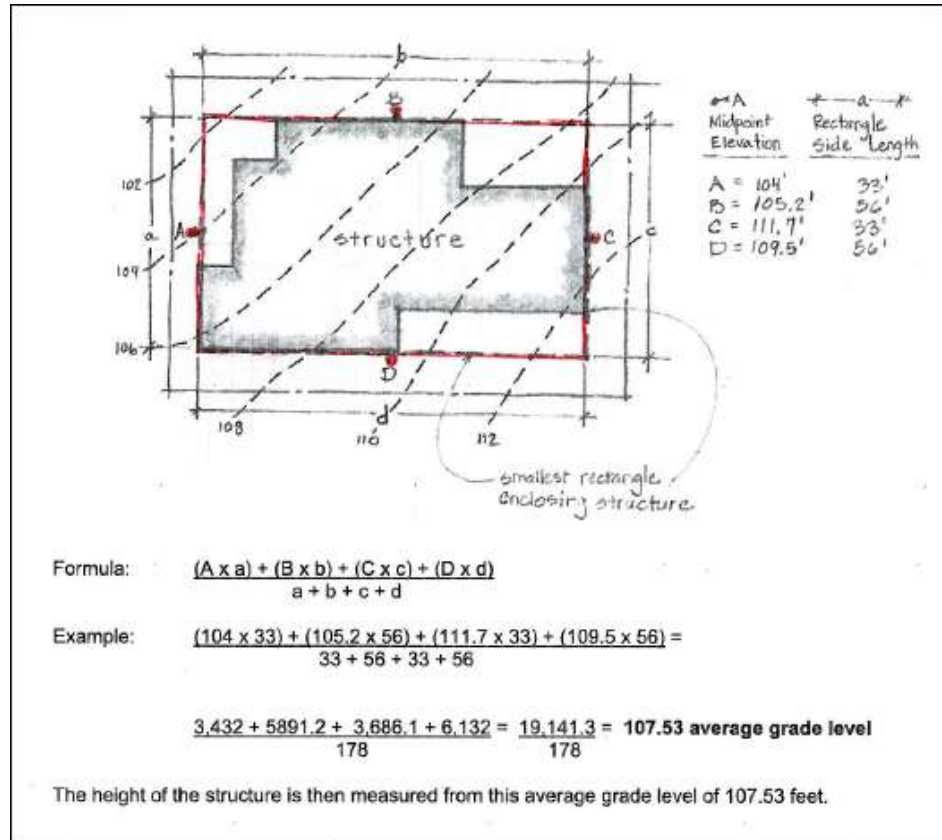 b
B
A
Midpoint
Elevation
a
Rectangle
Side Length
A = 104' 33'
B = 105.2' 56'
C = 111.7' 33'
D = 109.5' 56'
102
a
A
structure
C
c
104
106
D
d
108
110
112
smallest rectangle
enclosing structure
Formula: (A x a) + (B x b) + (C x c) + (D x d)
a + b + c + d
Example: (104 x 33) + (105.2 x 56) + (111.7 x 33) + (109.5 x 56) =
33 + 56 + 33 + 56
3,432 + 5891.2 + 3,686.1 + 6,132 = 19,141.3 = 107.53 average grade level
178 178
The height of the structure is then measured from this average grade level of 107.53 feet.